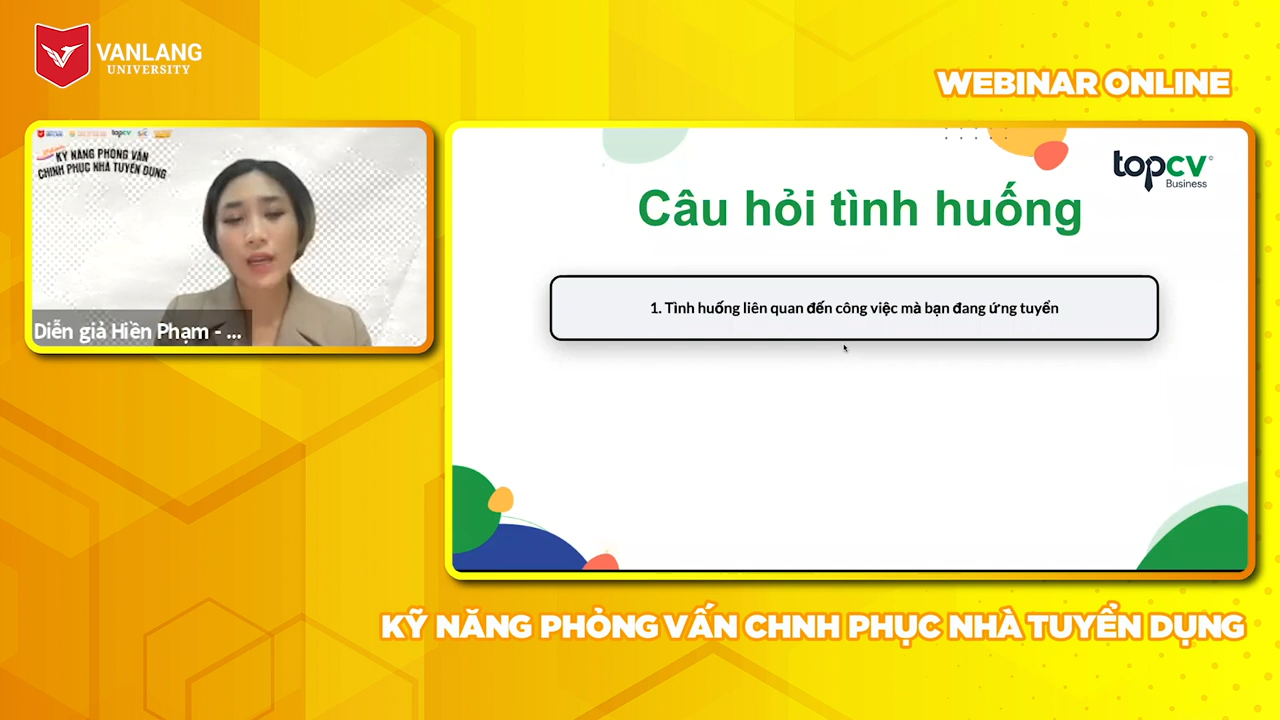 VANLANG
UNIVERSITY
WEBINAR ONLINE
topcv
KỸ NĂNG PHỎNG VẤN
CHINH PHỤC NHÀ TUYỂN DỤNG
Diễn giả Hiền Phạm - ...
topcv
Business
Câu hỏi tình huống
1. Tình huống liên quan đến công việc mà bạn đang ứng tuyển
KỸ NĂNG PHỎNG VẤN CHNH PHỤC NHÀ TUYỂN DỤNG